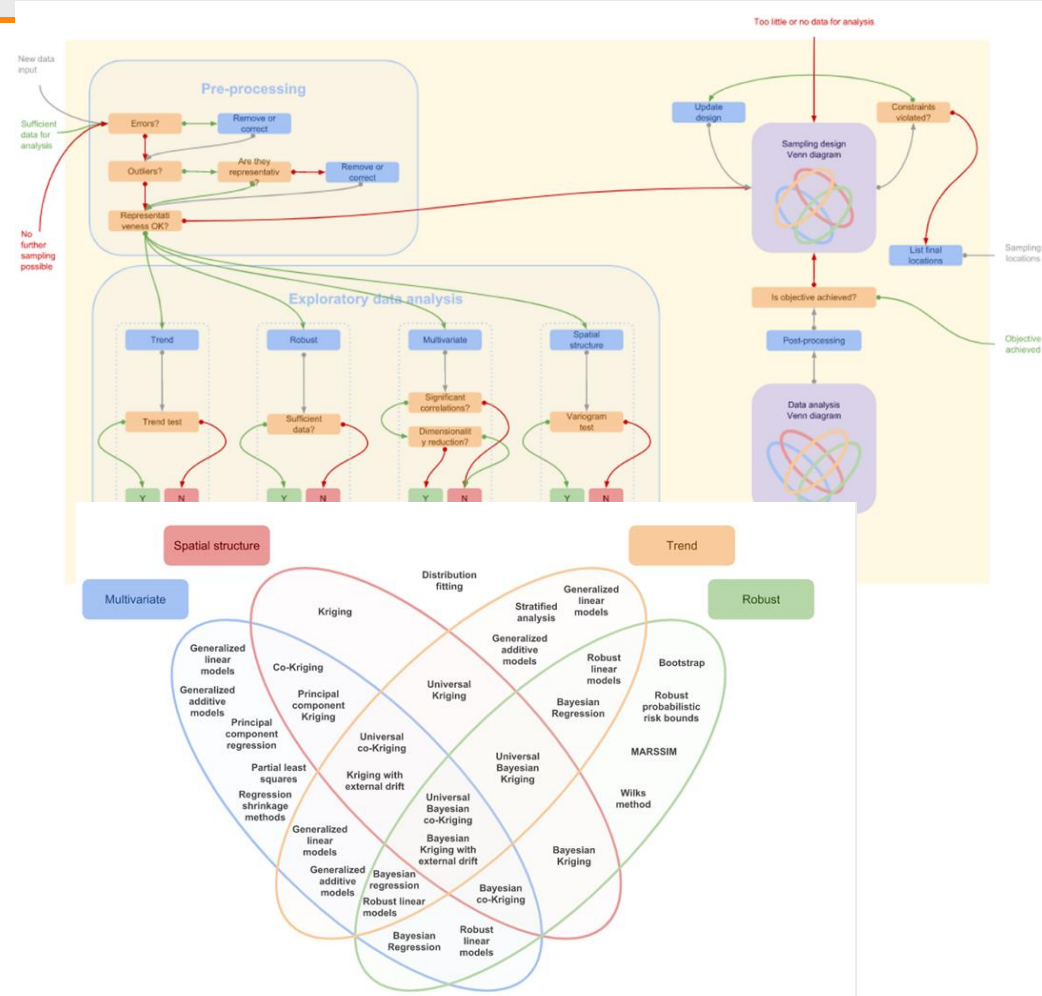 Too little or no data for analysis
New data
input
Sufficient
data for
analysis
No
further
sampling
possible
Pre-processing
Errors?
Remove or
correct
Outliers?
Are they
representativ
e?
Remove or
correct
Representati
veness OK?
Update
design
Constraints
violated?
Sampling design
Venn diagram
List final
locations
Sampling
locations
Is objective achieved?
Objective
achieved
Post-processing
Data analysis
Venn diagram
Exploratory data analysis
Trend
Robust
Multivariate
Spatial
structure
Trend test
Sufficient
data?
Significant
correlations?
Dimensionalit
y reduction?
Variogram
test
Y
N
Y
N
Y
N
Y
N
Spatial structure
Trend
Multivariate
Robust
Distribution
fitting
Kriging
Stratified
analysis
Generalized
linear
models
Generalized
additive
models
Generalized
linear
models
Co-Kriging
Generalized
additive
models
Principal
component
Kriging
Universal
Kriging
Robust
linear
models
Bootstrap
Bayesian
Regression
Robust
probabilistic
risk bounds
Principal
component
regression
Universal
co-Kriging
MARSSIM
Partial least
squares
Kriging with
external drift
Universal
Bayesian
Kriging
Regression
shrinkage
methods
Universal
Bayesian
co-Kriging
Wilks
method
Generalized
linear
models
Bayesian
Kriging with
external drift
Bayesian
Kriging
Generalized
additive
models
Bayesian
regression
Robust linear
models
Bayesian
co-Kriging
Bayesian
Regression
Robust
linear
models